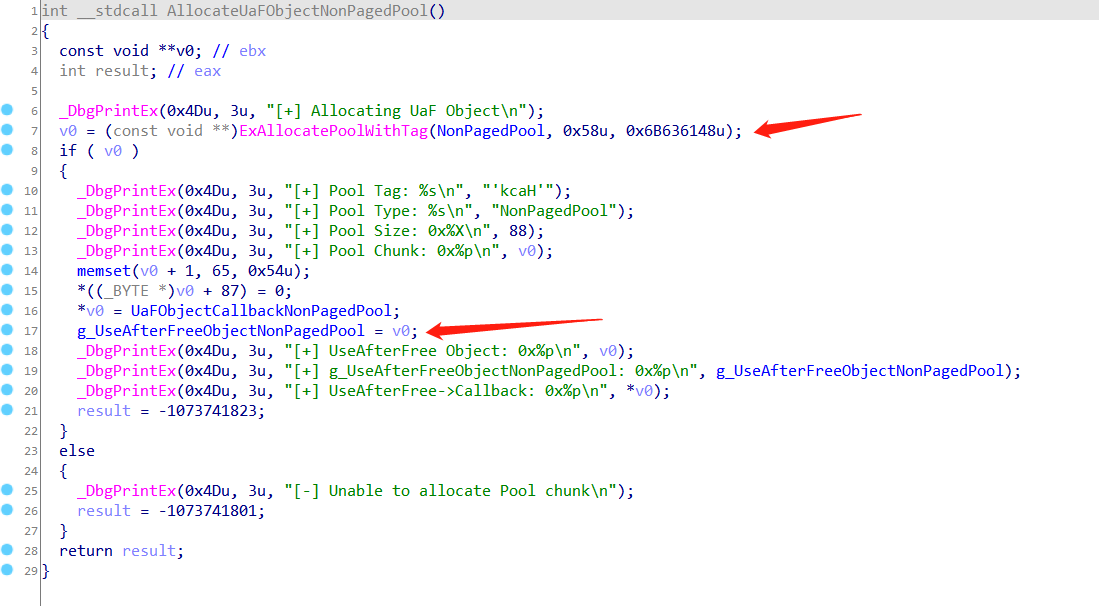 1 int __stdcall AllocateUaFObjectNonPagedPool()
2 {
3 const void **v0; // ebx
4 int result; // eax
5
6 _DbgPrintEx(0x4Du, 3u, "[+] Allocating UaF Object\n");
7 v0 = (const void **)ExAllocatePoolWithTag(NonPagedPool, 0x58u, 0x6B636148u);
8 if ( v0 )
9 {
10 _DbgPrintEx(0x4Du, 3u, "[+] Pool Tag: %s\n", "'kcaH'");
11 _DbgPrintEx(0x4Du, 3u, "[+] Pool Type: %s\n", "NonPagedPool");
12 _DbgPrintEx(0x4Du, 3u, "[+] Pool Size: 0x%X\n", 88);
13 _DbgPrintEx(0x4Du, 3u, "[+] Pool Chunk: 0x%p\n", v0);
14 memset(v0 + 1, 65, 0x54u);
15 *((_BYTE *)v0 + 87) = 0;
16 *v0 = UaFObjectCallbackNonPagedPool;
17 g_UseAfterFreeObjectNonPagedPool = v0;
18 _DbgPrintEx(0x4Du, 3u, "[+] UseAfterFree Object: 0x%p\n", v0);
19 _DbgPrintEx(0x4Du, 3u, "[+] g_UseAfterFreeObjectNonPagedPool: 0x%p\n", g_UseAfterFreeObjectNonPagedPool);
20 _DbgPrintEx(0x4Du, 3u, "[+] UseAfterFree->Callback: 0x%p\n", *v0);
21 result = -1073741823;
22 }
23 else
24 {
25 _DbgPrintEx(0x4Du, 3u, "[-] Unable to allocate Pool chunk\n");
26 result = -1073741801;
27 }
28 return result;
29 }